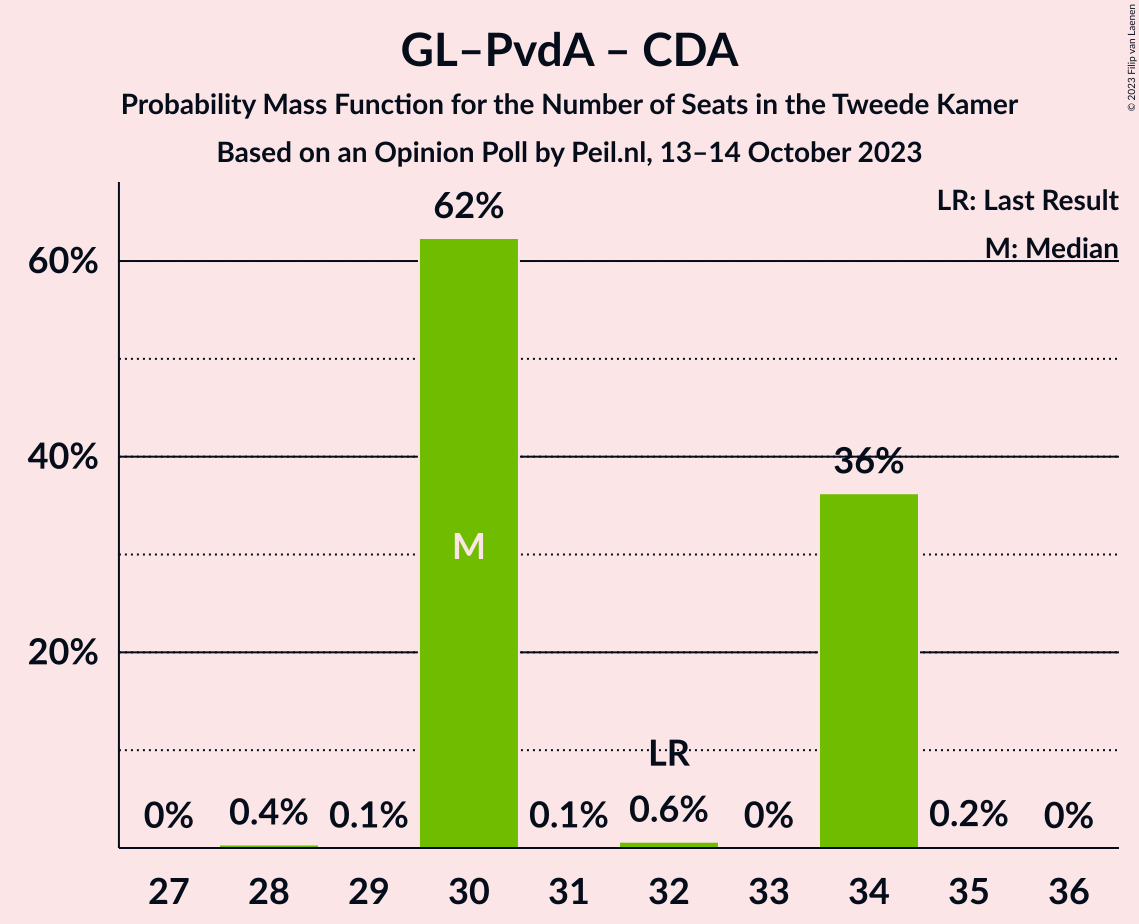 GL–PvdA – CDA
Probability Mass Function for the Number of Seats in the Tweede Kamer
Based on an Opinion Poll by Peil.nl, 13–14 October 2023
© 2023 Filip van Laenen
LR: Last Result
M: Median
62%
60%
40%
36%
M
20%
LR
0% 0.4% 0.1% 0.1% 0.6% 0% 0.2% 0%
27 28 29 30 31 32 33 34 35 36